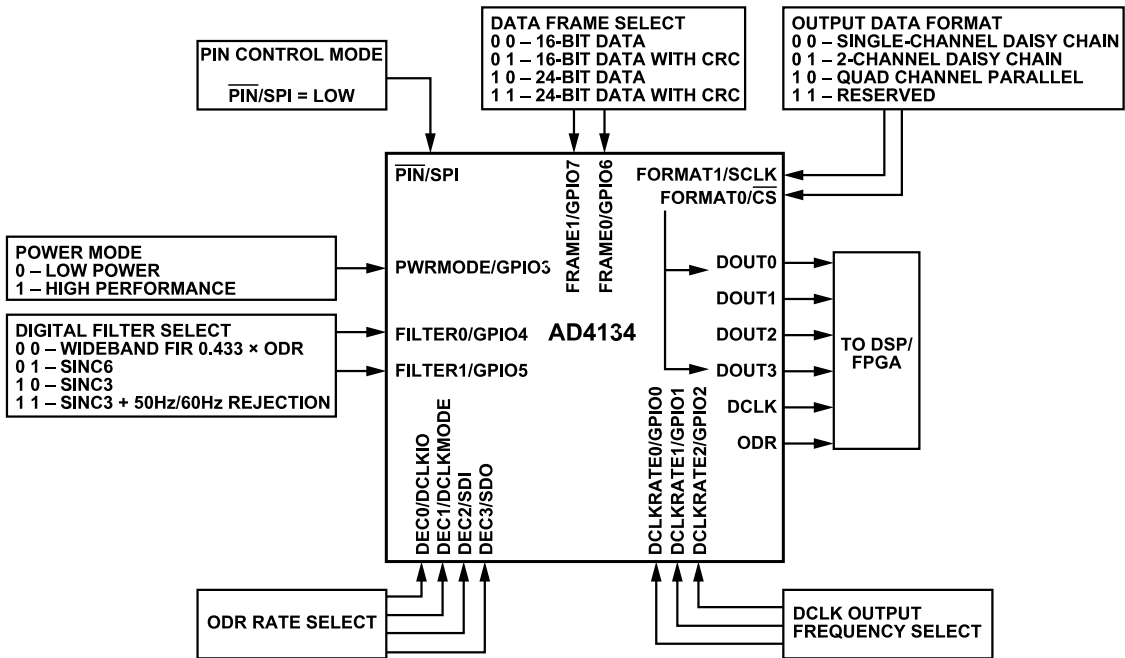 PIN CONTROL MODE
PIN/SPI = LOW
DATA FRAME SELECT
0 0 – 16-BIT DATA
0 1 – 16-BIT DATA WITH CRC
1 0 – 24-BIT DATA
1 1 – 24-BIT DATA WITH CRC
OUTPUT DATA FORMAT
0 0 – SINGLE-CHANNEL DAISY CHAIN
0 1 – 2-CHANNEL DAISY CHAIN
1 0 – QUAD CHANNEL PARALLEL
1 1 – RESERVED
PIN/SPI
FRAME1/GPIO7
FRAME0/GPIO6
FORMAT1/SCLK
FORMAT0/CS
POWER MODE
0 – LOW POWER
1 – HIGH PERFORMANCE
PWRMODE/GPIO3
DIGITAL FILTER SELECT
0 0 – WIDEBAND FIR 0.433 × ODR
0 1 – SINC6
1 0 – SINC3
1 1 – SINC3 + 50Hz/60Hz REJECTION
FILTER0/GPIO4
FILTER1/GPIO5
AD4134
DOUT0
DOUT1
DOUT2
DOUT3
DCLK
ODR
TO DSP/
FPGA
DEC0/DCLKIO
DEC1/DCLKMODE
DEC2/SDI
DEC3/SDO
DCLKRATE0/GPIO0
DCLKRATE1/GPIO1
DCLKRATE2/GPIO2
ODR RATE SELECT
DCLK OUTPUT
FREQUENCY SELECT